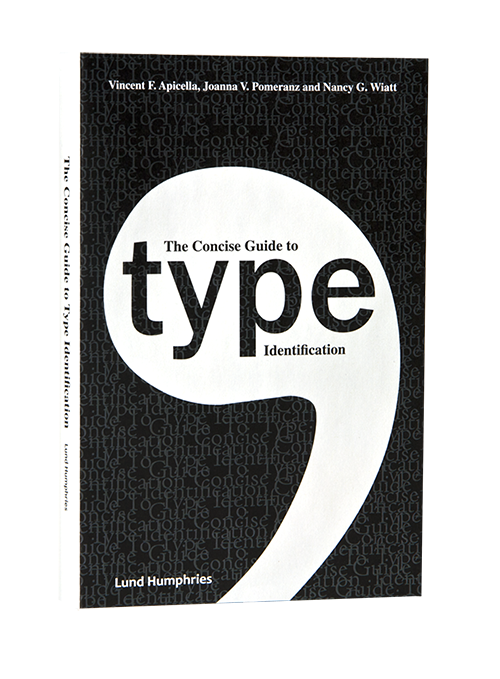 Vincent F. Apicella, Joanna V. Pomeranz and Nancy G. Wiatt
The Concise Guide to
type
Identification
Lund Humphries
The Concise Guide to Type Identification
Lund Humphries